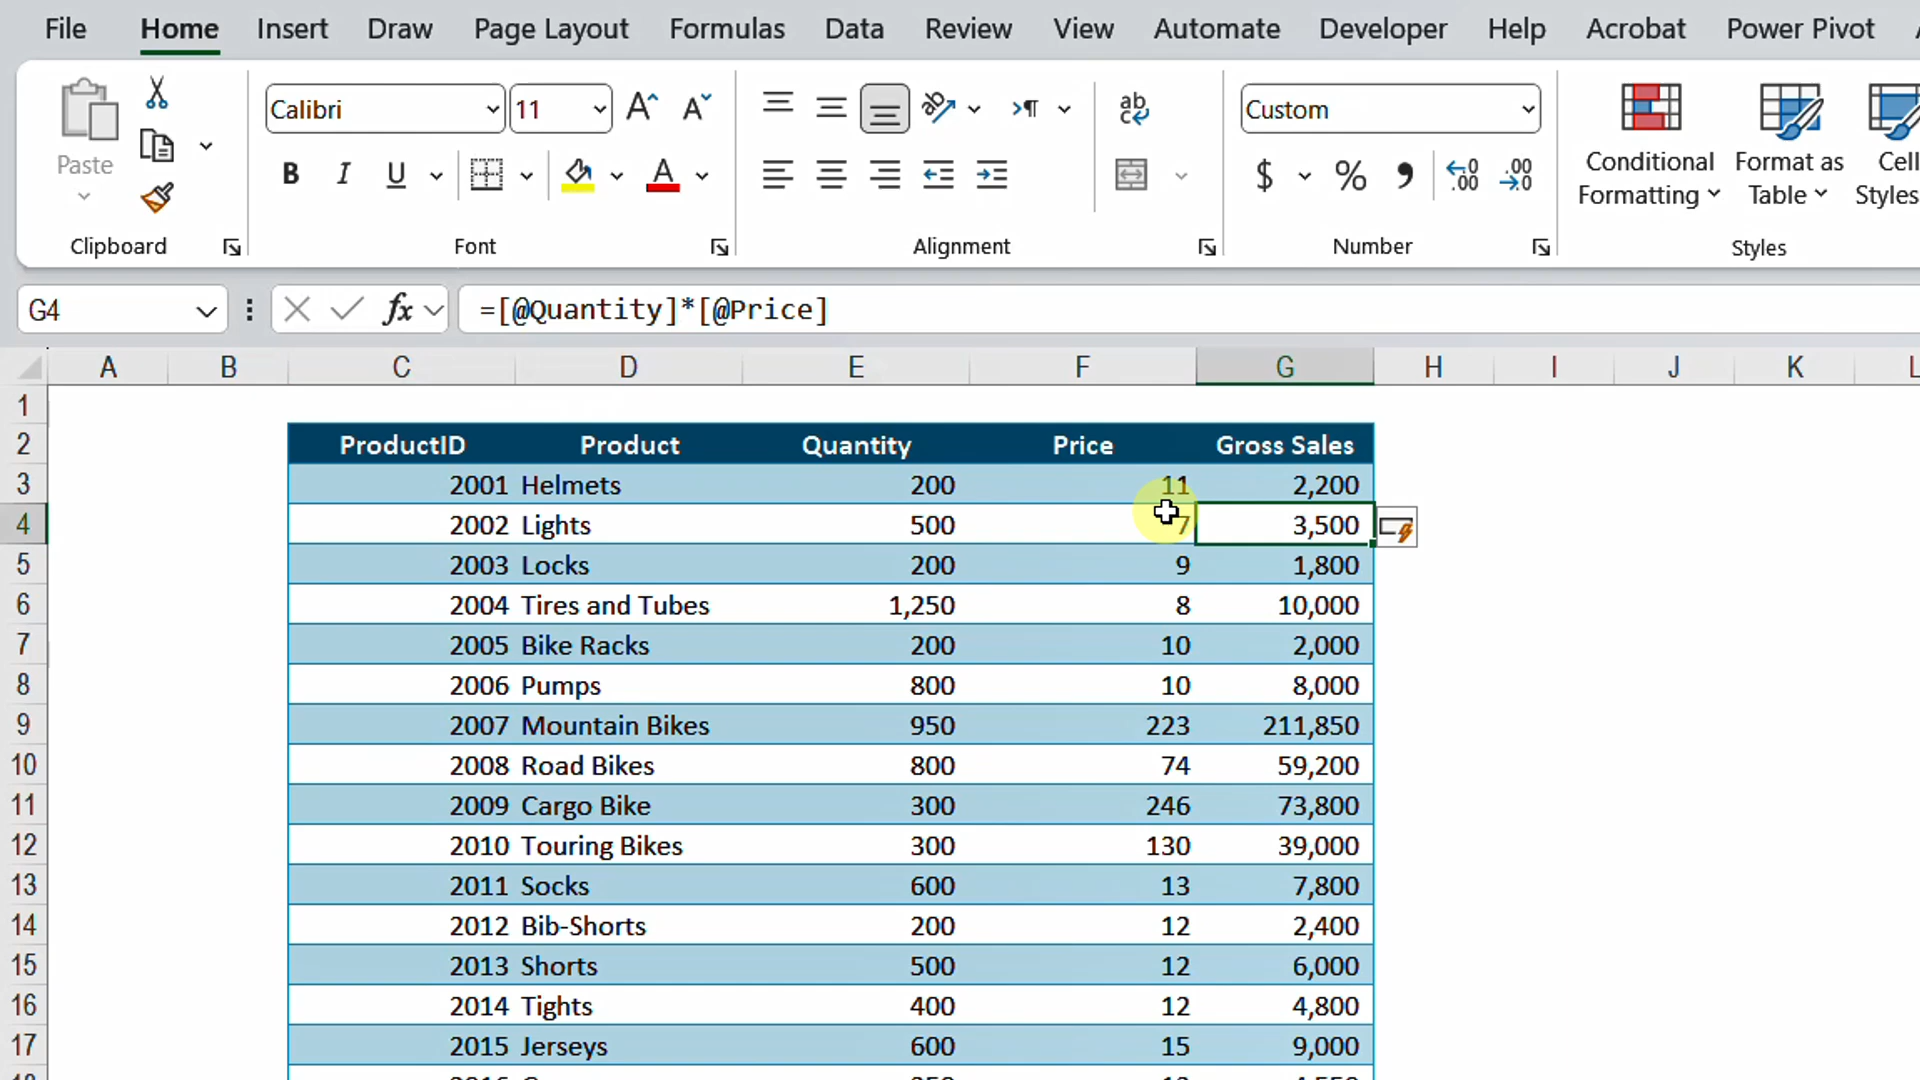 File Home Insert Draw Page Layout Formulas Data Review View Automate Developer Help Acrobat Power Pivot
Calibri 11 ab Custom
Paste B I U A $ % Conditional Formatting Format as Table Cell Styles
Clipboard Font Alignment Number Styles
G4 fx =[@Quantity]*[@Price]
A B C D E F G H I J K L
1
2 ProductID Product Quantity Price Gross Sales
3 2001 Helmets 200 11 2,200
4 2002 Lights 500 7 3,500
5 2003 Locks 200 9 1,800
6 2004 Tires and Tubes 1,250 8 10,000
7 2005 Bike Racks 200 10 2,000
8 2006 Pumps 800 10 8,000
9 2007 Mountain Bikes 950 223 211,850
10 2008 Road Bikes 800 74 59,200
11 2009 Cargo Bike 300 246 73,800
12 2010 Touring Bikes 300 130 39,000
13 2011 Socks 600 13 7,800
14 2012 Bib-Shorts 200 12 2,400
15 2013 Shorts 500 12 6,000
16 2014 Tights 400 12 4,800
17 2015 Jerseys 600 15 9,000